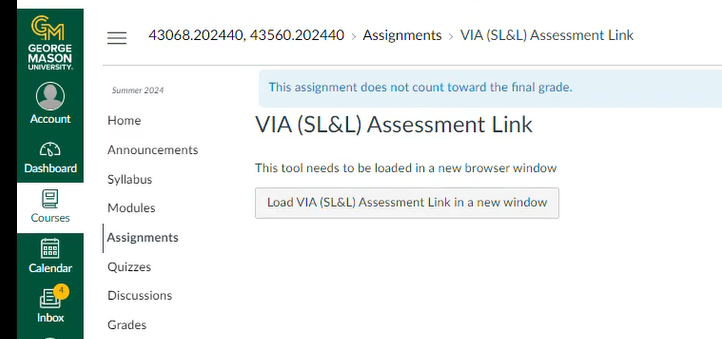 GM
GEORGE
MASON
UNIVERSITY.
Account
Dashboard
Courses
Calendar
4
Inbox
43068.202440, 43560.202440 > Assignments > VIA (SL&L) Assessment Link
Summer 2024
Home
Announcements
Syllabus
Modules
Assignments
Quizzes
Discussions
Grades
This assignment does not count toward the final grade.
VIA (SL&L) Assessment Link
This tool needs to be loaded in a new browser window
Load VIA (SL&L) Assessment Link in a new window